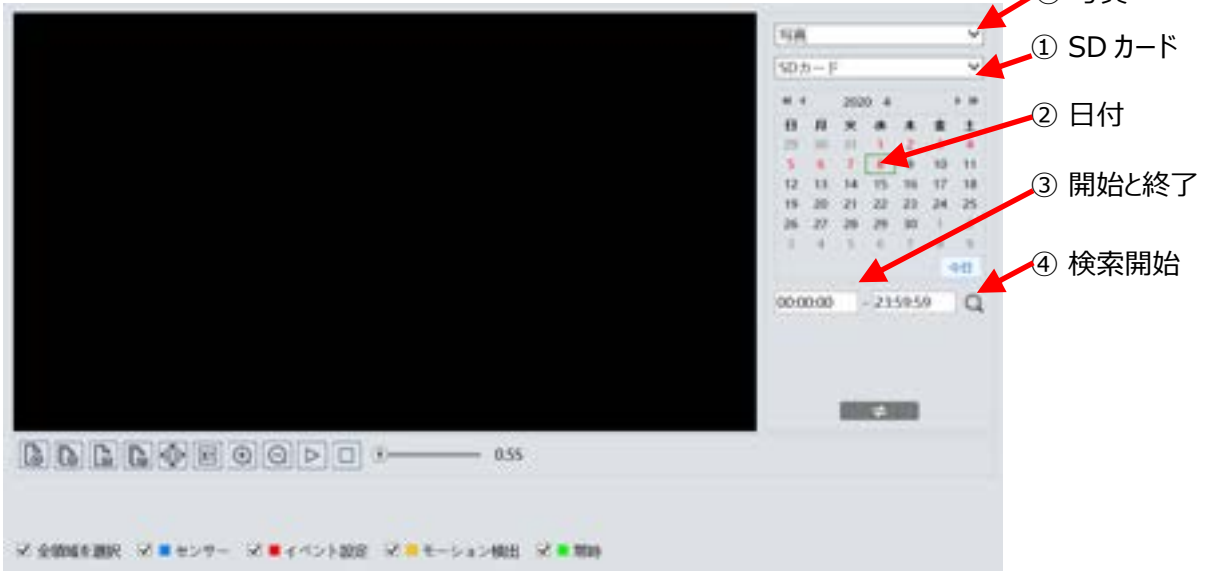 写真
① SD カード
SDカード
2020 4
② 日付
日 月 火 水 木 金 土
29 30 31 1 2 3 4
5 6 7 8 9 10 11
12 13 14 15 16 17 18
19 20 21 22 23 24 25
26 27 28 29 30 1
3 4 5 6 7 8 9
③ 開始と終了
今日
④ 検索開始
00:00:00 - 23:59:59
0.5S
全領域を選択 センサー イベント設定 モーション検出 常時